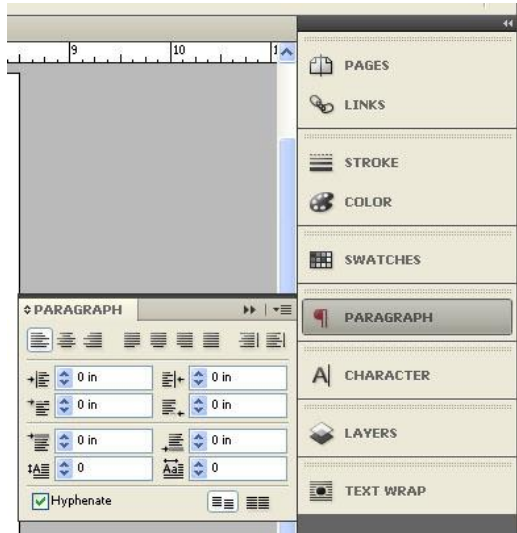 9 10 1
PAGES
LINKS
STROKE
COLOR
SWATCHES
PARAGRAPH
CHARACTER
LAYERS
TEXT WRAP
PARAGRAPH
0 in 0 in
0 in 0 in
0 in 0 in
0 0
Hyphenate